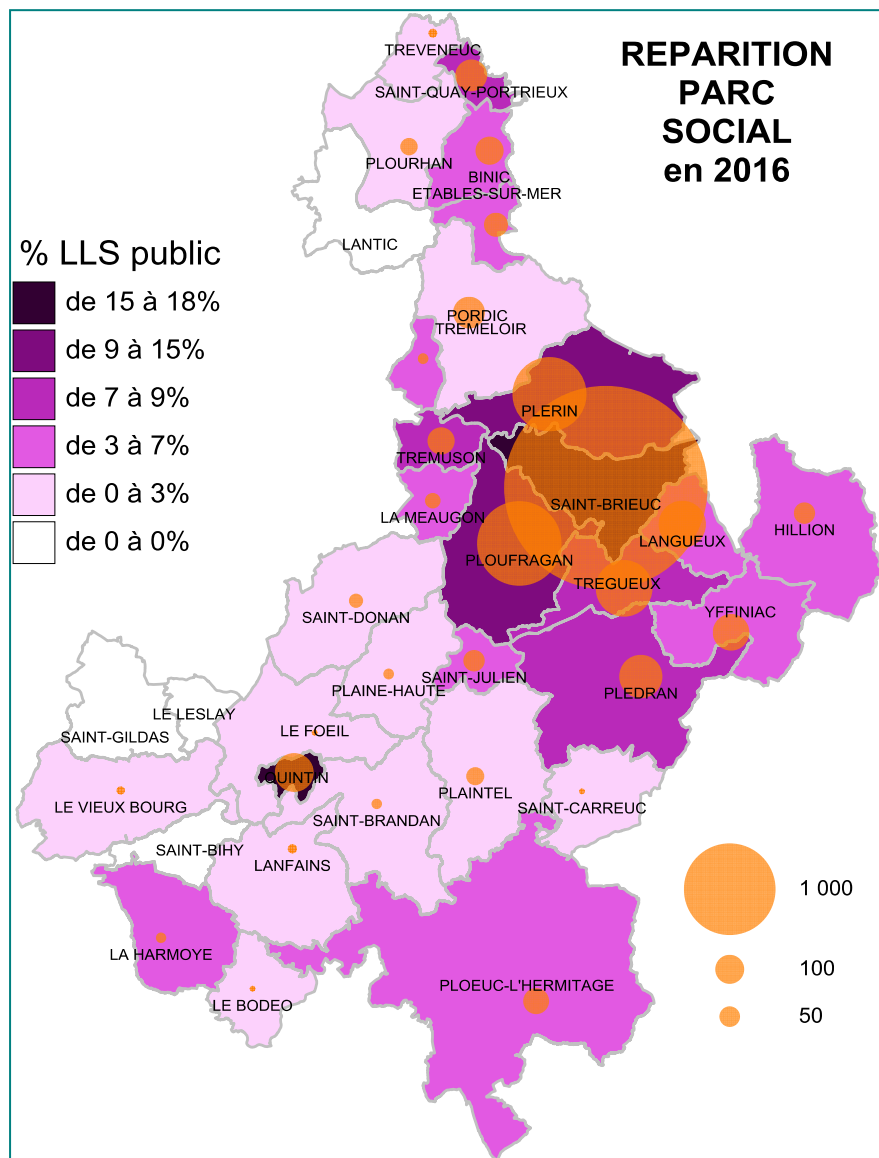 REPARITION
PARC
SOCIAL
en 2016
% LLS public
de 15 à 18%
de 9 à 15%
de 7 à 9%
de 3 à 7%
de 0 à 3%
de 0 à 0%
TREVENEUC
SAINT-QUAY-PORTRIEUX
PLOURHAN
BINIC
ETABLES-SUR-MER
LANTIC
PORDIC
TREMELOIR
PLERIN
TREMUSON
LA MEAUGON
SAINT-BRIEUC
HILLION
LANGUEUX
PLOUFRAGAN
TREGUEUX
YFFINIAC
SAINT-DONAN
SAINT-JULIEN
PLAINE-HAUTE
PLEDRAN
LE LESLAY
SAINT-GILDAS
LE FOEIL
QUINTIN
PLAINTEL
LE VIEUX BOURG
SAINT-BRANDAN
SAINT-CARREUC
SAINT-BIHY
LANFAINS
LA HARMOYE
PLOEUC-L'HERMITAGE
LE BODEO
1 000
100
50